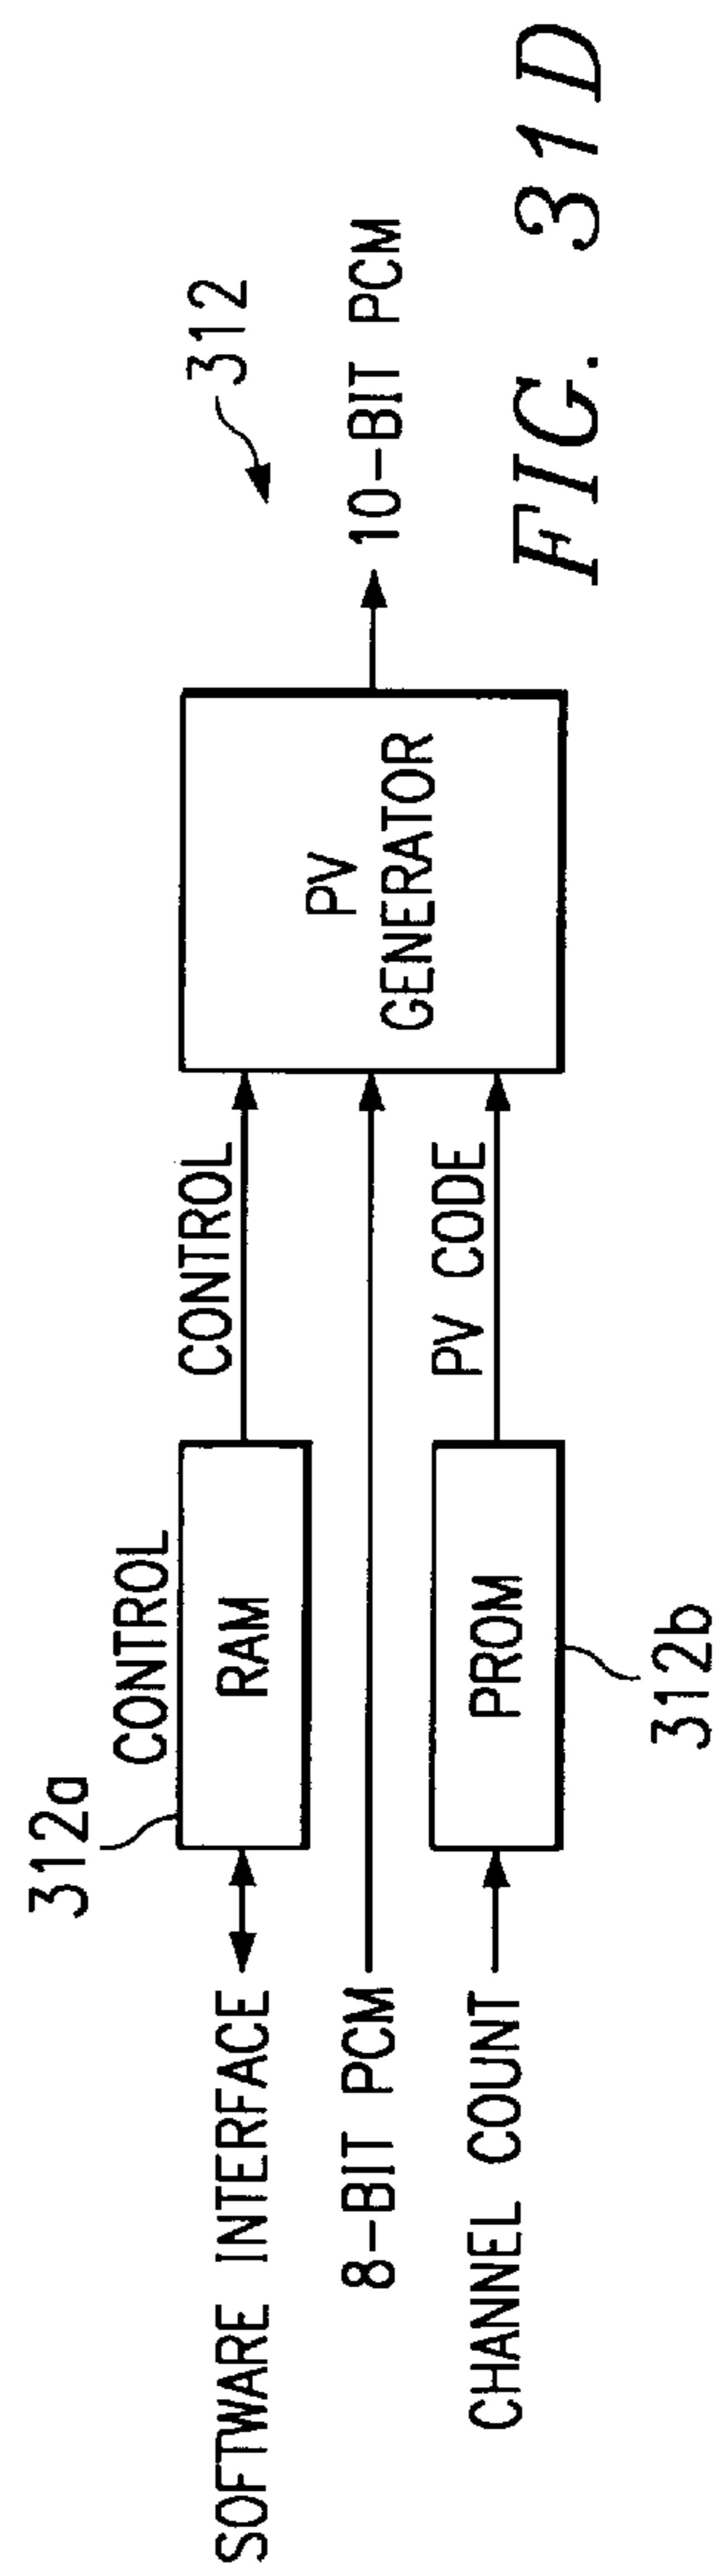 312a
CONTROL
SOFTWARE INTERFACE
RAM
CONTROL
312
8-BIT PCM
PV
GENERATOR
10-BIT PCM
CHANNEL COUNT
PROM
PV CODE
312b
FIG. 31D